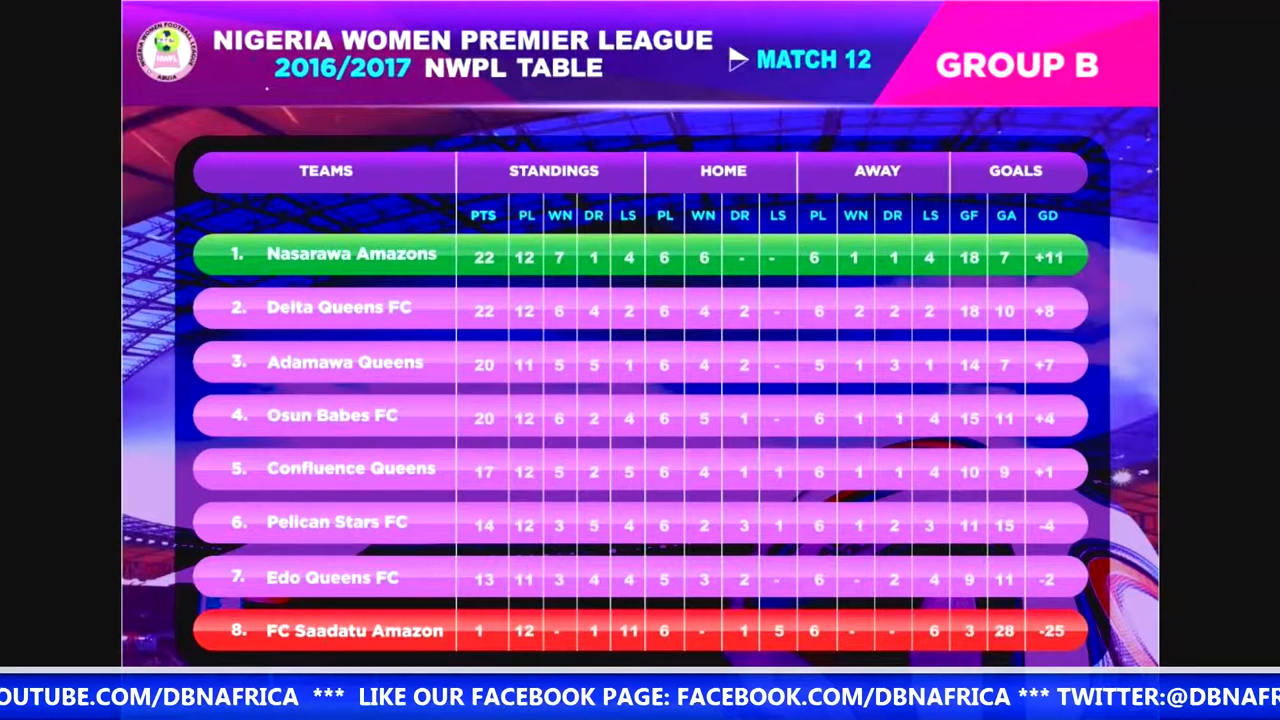 NIGERIA WOMEN PREMIER LEAGUE
2016/2017 NWPL TABLE
MATCH 12
GROUP B
TEAMS STANDINGS HOME AWAY GOALS
PTS PL WN DR LS PL WN DR LS PL WN DR LS GF GA GD
1. Nasarawa Amazons 22 12 7 1 4 6 6 - - 6 1 1 4 18 7 +11
2. Delta Queens FC 22 12 6 4 2 6 4 2 - 6 2 2 2 18 10 +8
3. Adamawa Queens 20 11 5 5 1 6 4 2 - 5 1 3 1 14 7 +7
4. Osun Babes FC 20 12 6 2 4 6 5 1 - 6 1 1 4 15 11 +4
5. Confluence Queens 17 12 5 2 5 6 4 1 1 6 1 1 4 10 9 +1
6. Pelican Stars FC 14 12 3 5 4 6 2 3 1 6 1 2 3 11 15 -4
7. Edo Queens FC 13 11 3 4 4 5 3 2 - 6 - 2 4 9 11 -2
8. FC Saadatu Amazon 1 12 - 1 11 6 - 1 5 6 - - 6 3 28 -25
OUTUBE.COM/DBNAFRICA *** LIKE OUR FACEBOOK PAGE: FACEBOOK.COM/DBNAFRICA *** TWITTER:@DBNAFR